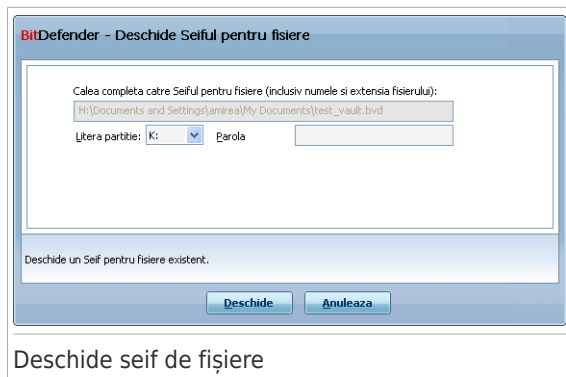 BitDefender - Deschide Seiful pentru fisiere
Calea completa catre Seiful pentru fisiere (inclusiv numele si extensia fisierului):
H:\Documents and Settings\amirea\My Documents\test_vault.bvd
Litera partitie: K: Parola
Deschide un Seif pentru fisiere existent.
Deschide Anuleaza
Deschide seif de fișiere